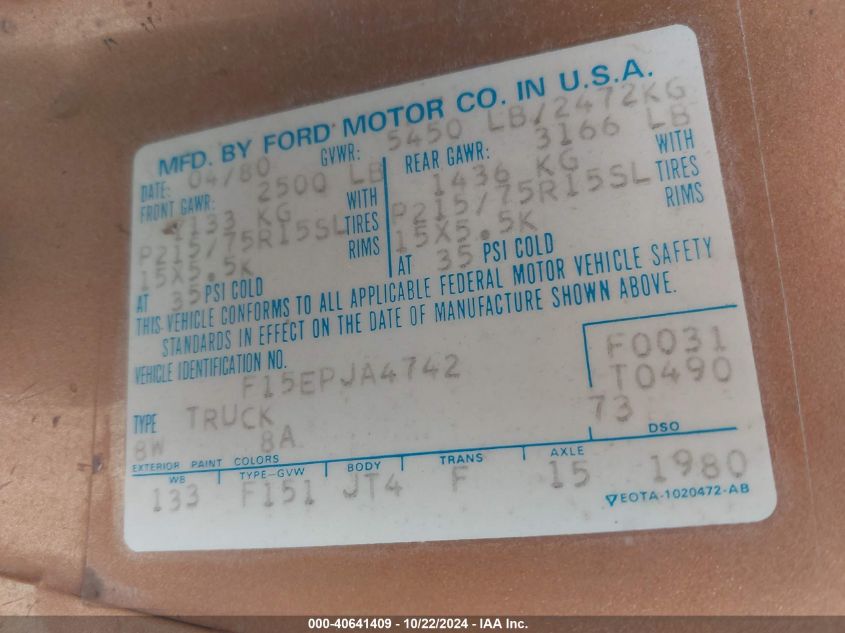 MFD. BY FORD MOTOR CO. IN U.S.A.
DATE: 04/80 GVWR: 5450 LB/2472KG
FRONT GAWR: 2500 LB REAR GAWR: 3166 LB
1133 KG WITH 1436 KG WITH
P215/75R15SL TIRES P215/75R15SL TIRES
15X5.5K RIMS 15X5.5K RIMS
AT 35 PSI COLD AT 35 PSI COLD
THIS VEHICLE CONFORMS TO ALL APPLICABLE FEDERAL MOTOR VEHICLE SAFETY
STANDARDS IN EFFECT ON THE DATE OF MANUFACTURE SHOWN ABOVE.
VEHICLE IDENTIFICATION NO.
F15EPJA4742
F0031
T0490
TYPE TRUCK
73
8W 8A
EXTERIOR PAINT COLORS DSO
WB TYPE-GVW BODY TRANS AXLE
133 F151 JT4 F 15 1980
EOTA-1020472-AB
000-40641409 - 10/22/2024 - IAA Inc.